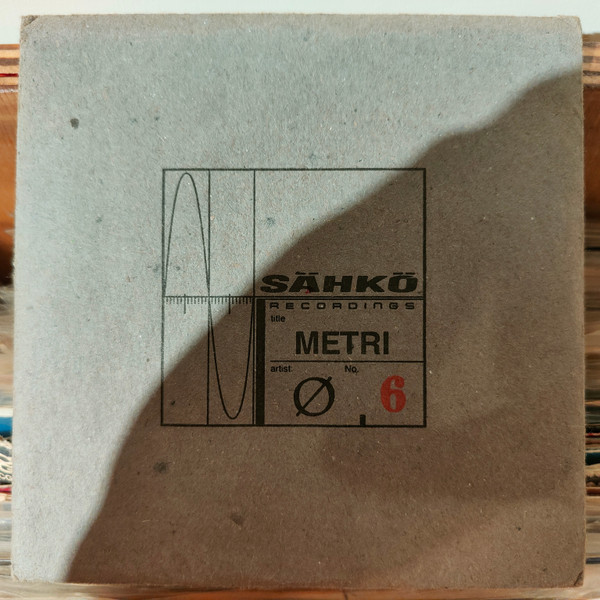 SÄHKÖ
RECORDINGS
title
METRI
artist No.
Ø 6